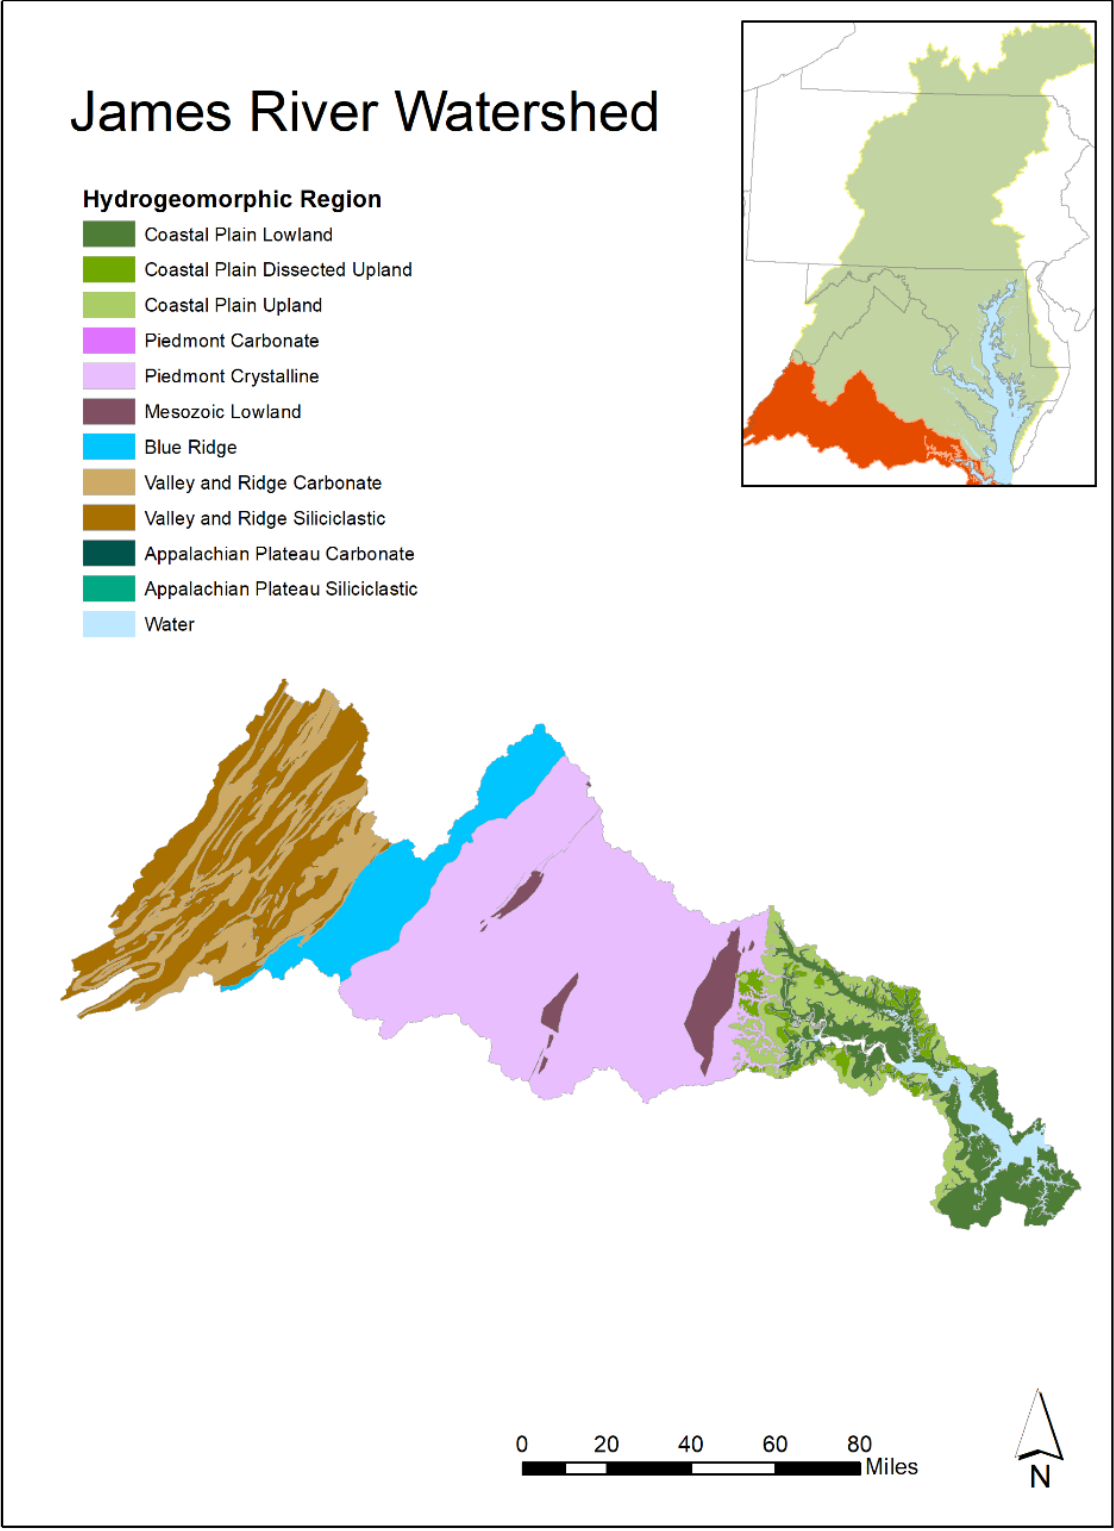 James River Watershed
Hydrogeomorphic Region
Coastal Plain Lowland
Coastal Plain Dissected Upland
Coastal Plain Upland
Piedmont Carbonate
Piedmont Crystalline
Mesozoic Lowland
Blue Ridge
Valley and Ridge Carbonate
Valley and Ridge Siliciclastic
Appalachian Plateau Carbonate
Appalachian Plateau Siliciclastic
Water
0 20 40 60 80
Miles
N